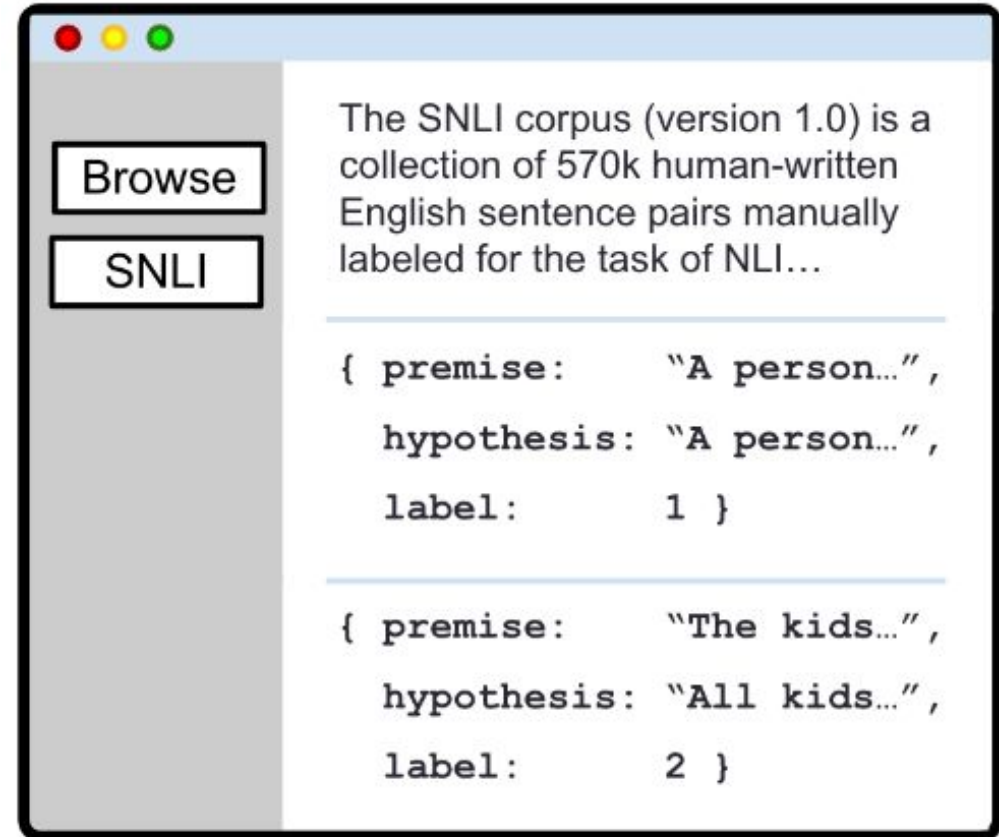 Browse
SNLI
The SNLI corpus (version 1.0) is a
collection of 570k human-written
English sentence pairs manually
labeled for the task of NLI…
{ premise: “A person…”,
hypothesis: “A person…”,
label: 1 }
{ premise: “The kids…”,
hypothesis: “All kids…”,
label: 2 }